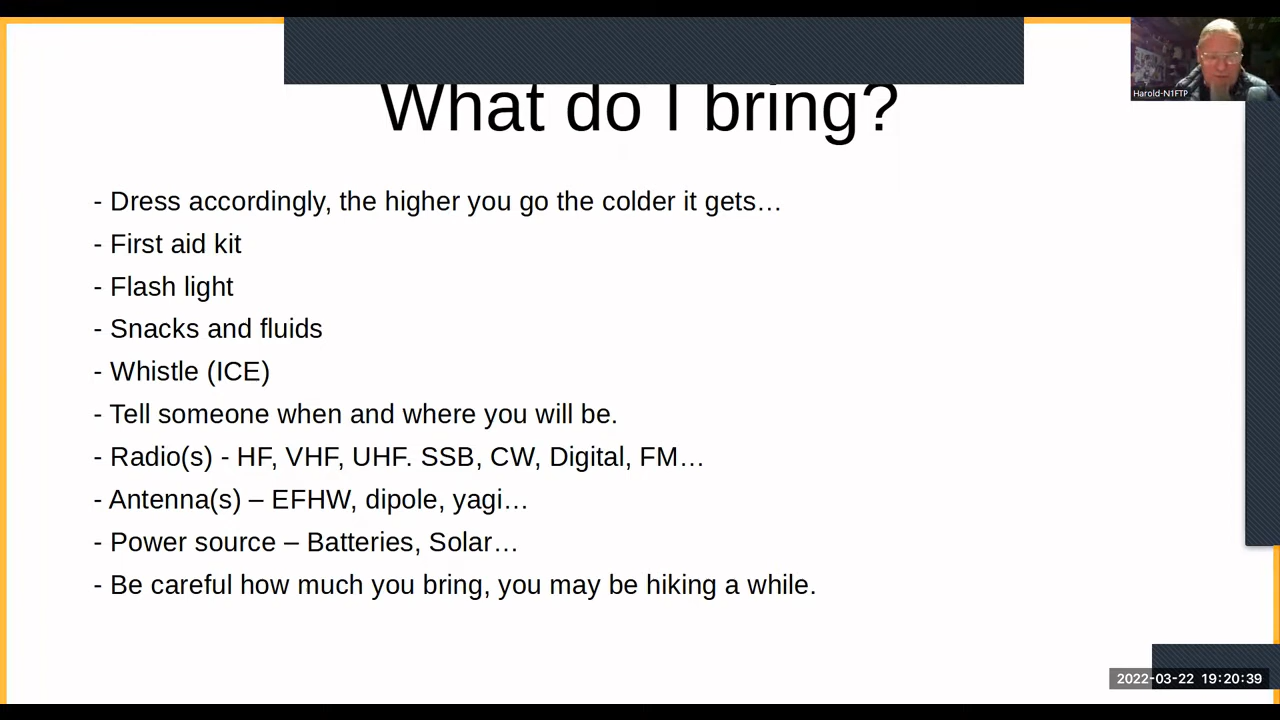 Harold-N1FTP
What do I bring?
- Dress accordingly, the higher you go the colder it gets…
- First aid kit
- Flash light
- Snacks and fluids
- Whistle (ICE)
- Tell someone when and where you will be.
- Radio(s) - HF, VHF, UHF. SSB, CW, Digital, FM…
- Antenna(s) – EFHW, dipole, yagi…
- Power source – Batteries, Solar…
- Be careful how much you bring, you may be hiking a while.
2022-03-22 19:20:39